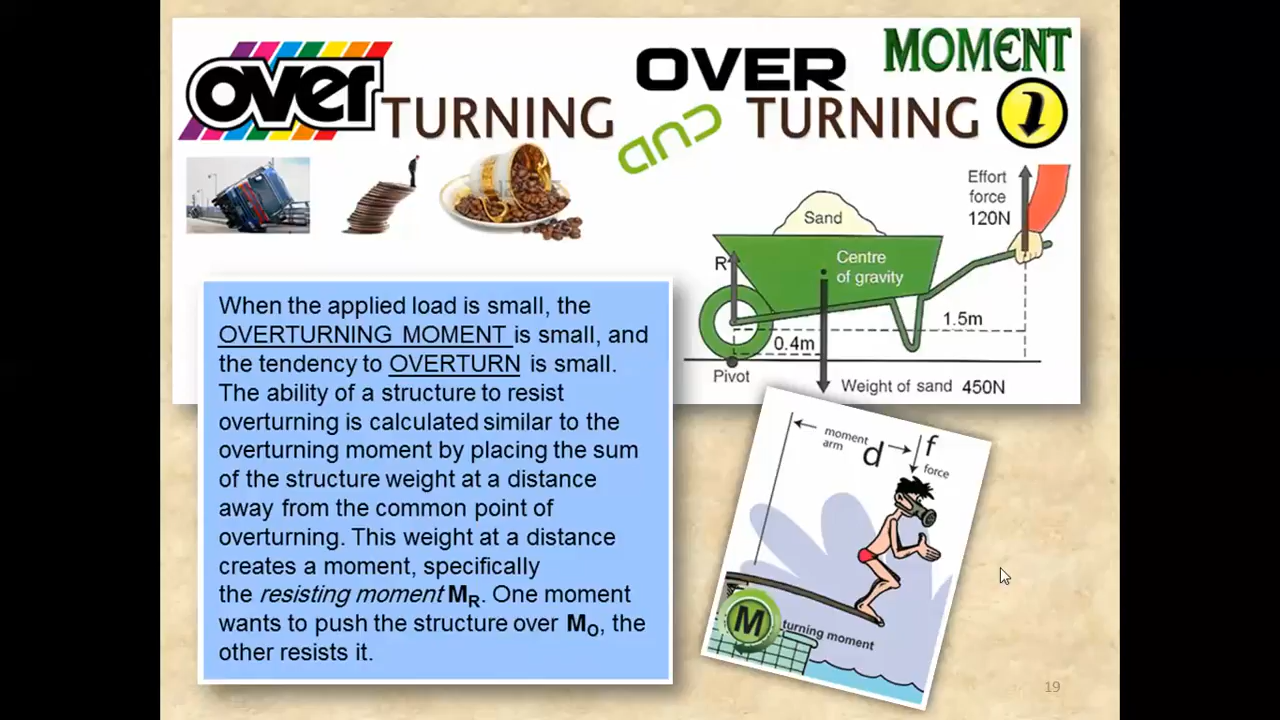 over TURNING
AND
OVER TURNING
MOMENT
Effort
force
120N
Sand
R
Centre
of gravity
1.5m
0.4m
Pivot
Weight of sand 450N
When the applied load is small, the
OVERTURNING MOMENT is small, and
the tendency to OVERTURN is small.
The ability of a structure to resist
overturning is calculated similar to the
overturning moment by placing the sum
of the structure weight at a distance
away from the common point of
overturning. This weight at a distance
creates a moment, specifically
the resisting moment MR. One moment
wants to push the structure over MO, the
other resists it.
moment
arm
d
f
force
M
turning moment
19